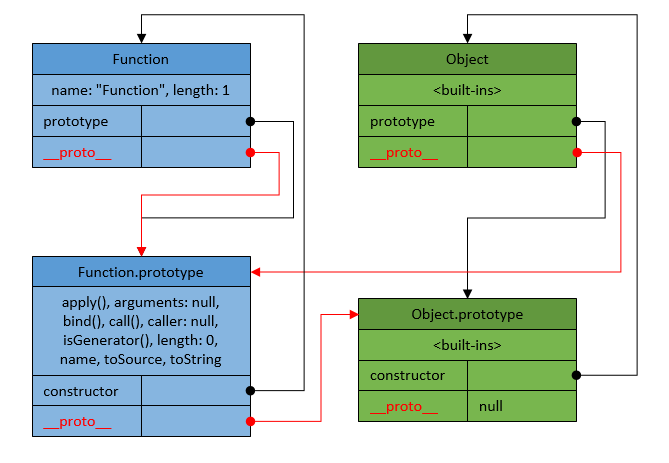 Function
name: "Function", length: 1
prototype
__proto__
Object
<built-ins>
prototype
__proto__
Function.prototype
apply(), arguments: null,
bind(), call(), caller: null,
isGenerator(), length: 0,
name, toSource, toString
constructor
__proto__
Object.prototype
<built-ins>
constructor
__proto__ null